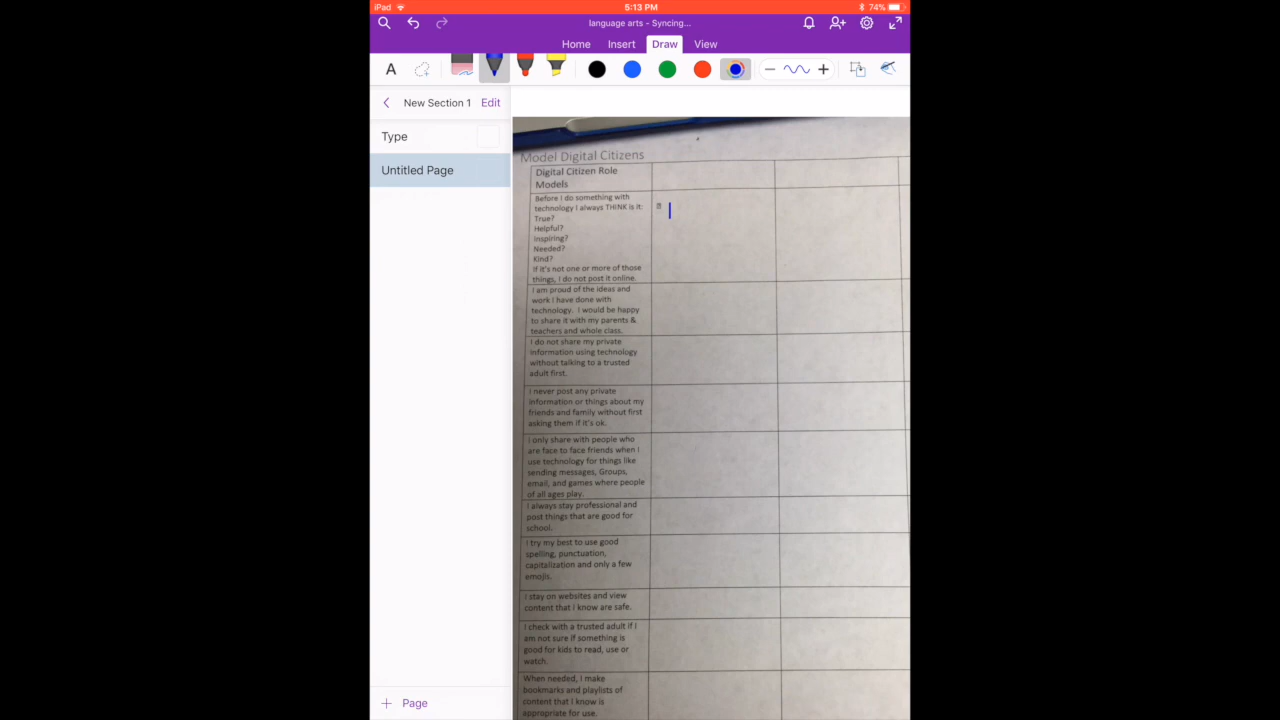 iPad
5:13 PM
74%
language arts - Syncing...
Home
Insert
Draw
View
A
New Section 1
Edit
Type
Untitled Page
Page
Model Digital Citizens
Digital Citizen Role
Models
Before I do something with
technology I always THINK is it:
True?
Helpful?
Inspiring?
Needed?
Kind?
If it's not one or more of those
things, I do not post it online.
I am proud of the ideas and
work I have done with
technology. I would be happy
to share it with my parents &
teachers and whole class.
I do not share my private
information using technology
without talking to a trusted
adult first.
I never post any private
information or things about my
friends and family without first
asking them if it's ok.
I only share with people who
are face to face friends when I
use technology for things like
sending messages, Groups,
email, and games where people
of all ages play.
I always stay professional and
post things that are good for
school.
I try my best to use good
spelling, punctuation,
capitalization and only a few
emojis.
I stay on websites and view
content that I know are safe.
I check with a trusted adult if I
am not sure if something is
good for kids to read, use or
watch.
When needed, I make
bookmarks and playlists of
content that I know is
appropriate for use.